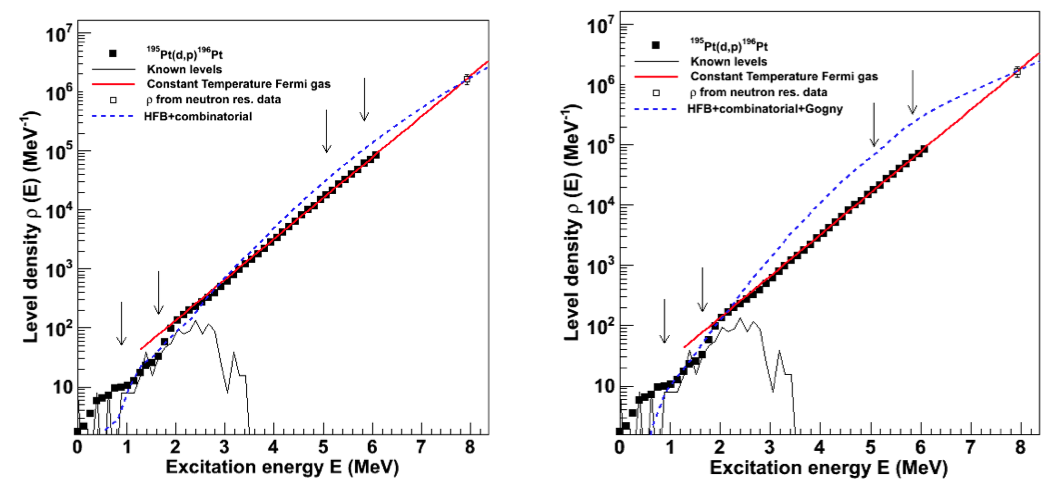 10⁷
10⁶
10⁵
10⁴
10³
10²
10
Level density ρ (E) (MeV⁻¹)
¹⁹⁵Pt(d,p)¹⁹⁶Pt
Known levels
Constant Temperature Fermi gas
ρ from neutron res. data
HFB+combinatorial
0 1 2 3 4 5 6 7 8
Excitation energy E (MeV)
10⁷
10⁶
10⁵
10⁴
10³
10²
10
Level density ρ (E) (MeV⁻¹)
¹⁹⁵Pt(d,p)¹⁹⁶Pt
Known levels
Constant Temperature Fermi gas
ρ from neutron res. data
HFB+combinatorial+Gogny
0 1 2 3 4 5 6 7 8
Excitation energy E (MeV)